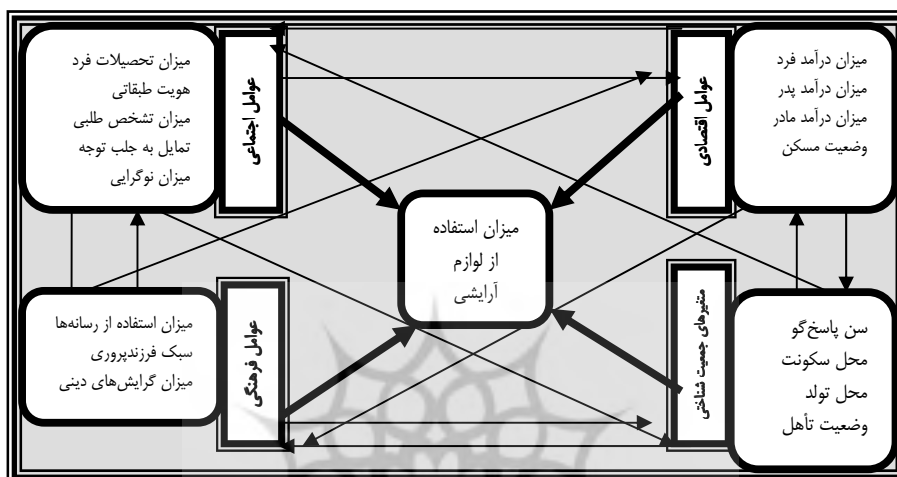 عوامل اقتصادی
میزان درآمد فرد
میزان درآمد پدر
میزان درآمد مادر
وضعیت مسکن
عوامل اجتماعی
میزان تحصیلات فرد
هویت طبقاتی
میزان تشخص طلبی
تمایل به جلب توجه
میزان نوگرایی
میزان استفاده
از لوازم
آرایشی
متغیرهای جمعیت شناختی
سن پاسخ‌گو
محل سکونت
محل تولد
وضعیت تأهل
عوامل فرهنگی
میزان استفاده از رسانه‌ها
سبک فرزندپروری
میزان گرایش‌های دینی